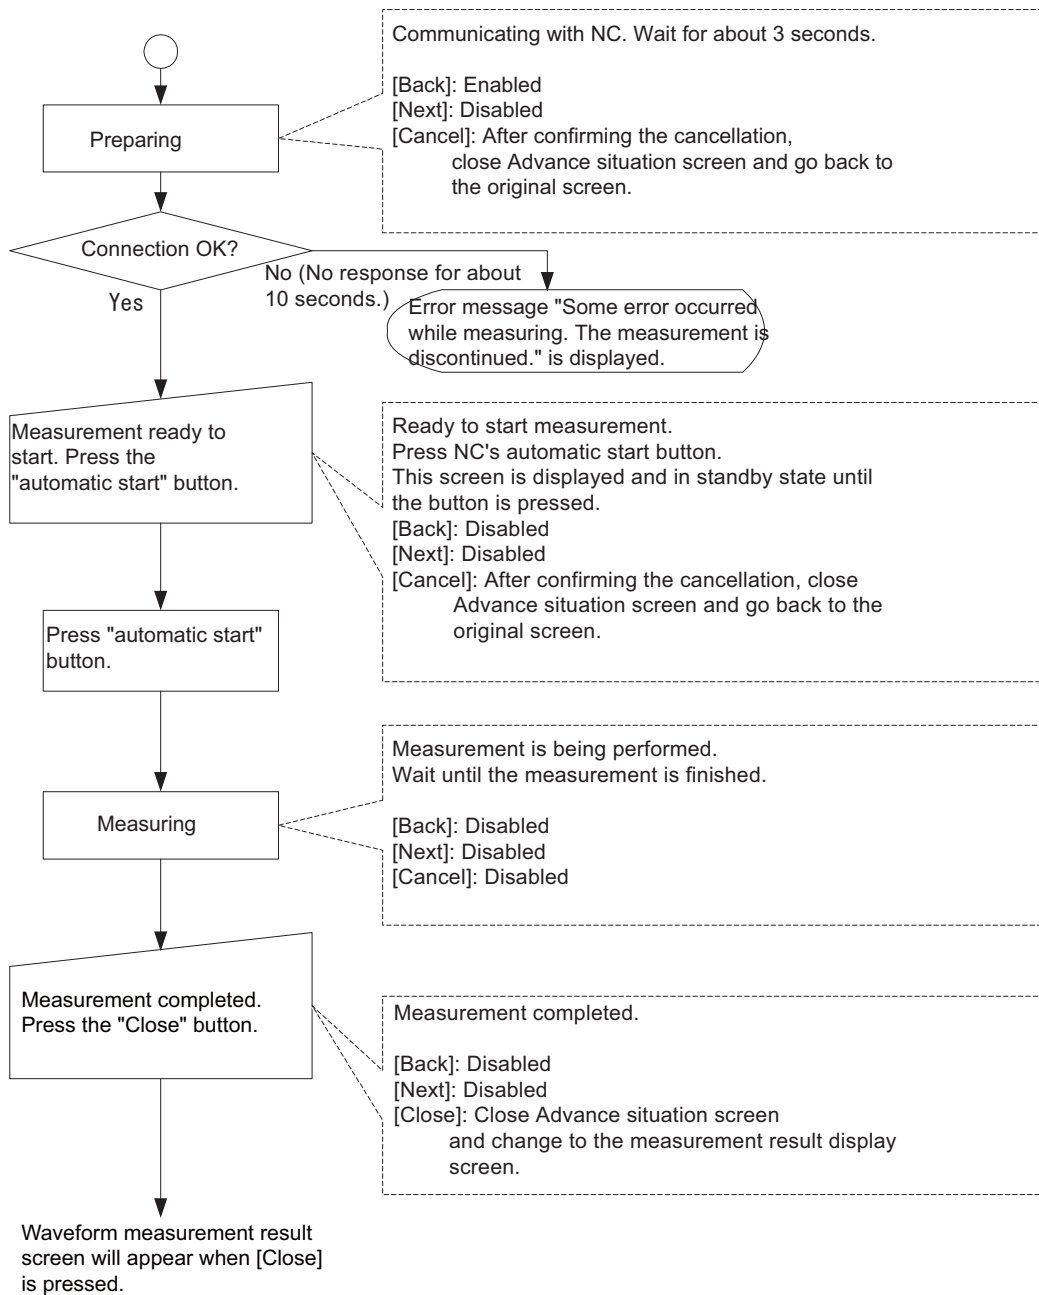 Communicating with NC. Wait for about 3 seconds.
[Back]: Enabled
[Next]: Disabled
[Cancel]: After confirming the cancellation,
close Advance situation screen and go back to
the original screen.
Preparing
Connection OK?
No (No response for about
10 seconds.)
Yes
Error message "Some error occurred
while measuring. The measurement is
discontinued." is displayed.
Measurement ready to
start. Press the
"automatic start" button.
Ready to start measurement.
Press NC's automatic start button.
This screen is displayed and in standby state until
the button is pressed.
[Back]: Disabled
[Next]: Disabled
[Cancel]: After confirming the cancellation, close
Advance situation screen and go back to the
original screen.
Press "automatic start"
button.
Measurement is being performed.
Wait until the measurement is finished.
[Back]: Disabled
[Next]: Disabled
[Cancel]: Disabled
Measuring
Measurement completed.
Press the "Close" button.
Measurement completed.
[Back]: Disabled
[Next]: Disabled
[Close]: Close Advance situation screen
and change to the measurement result display
screen.
Waveform measurement result
screen will appear when [Close]
is pressed.